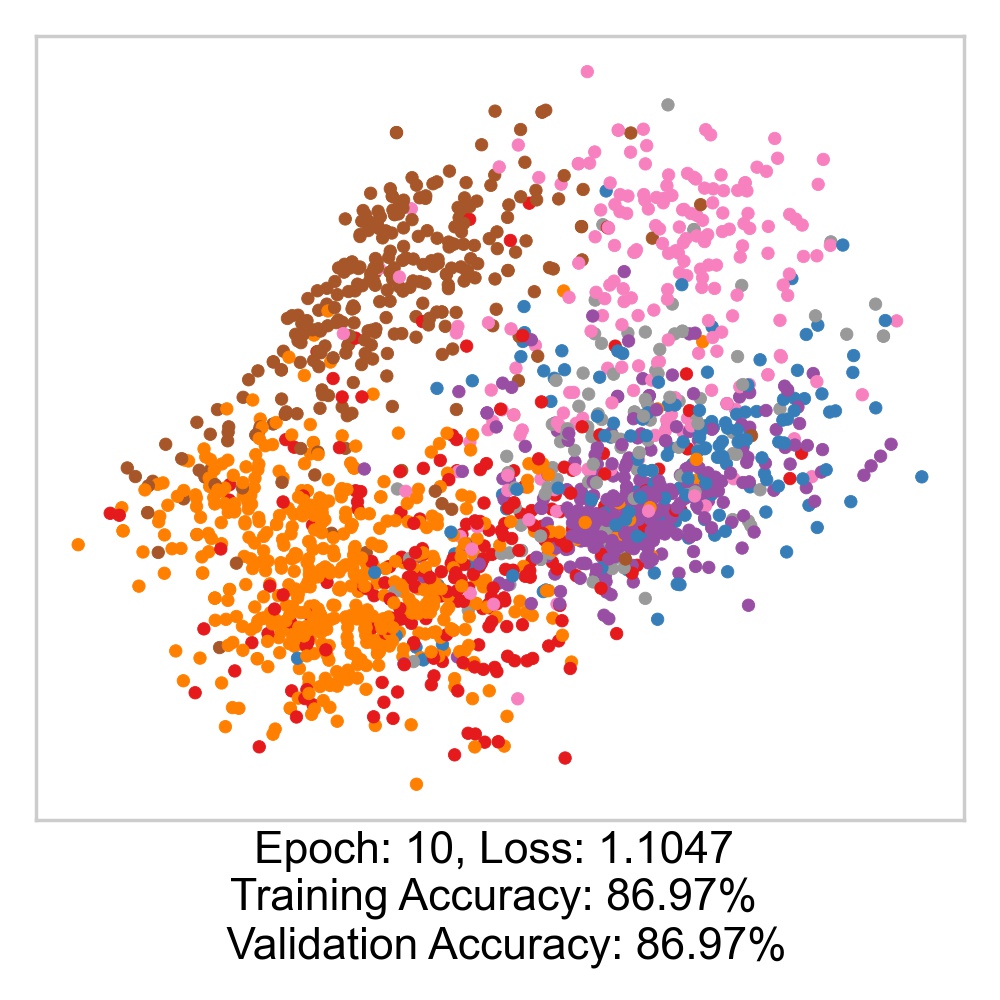 Epoch: 10, Loss: 1.1047
Training Accuracy: 86.97%
Validation Accuracy: 86.97%